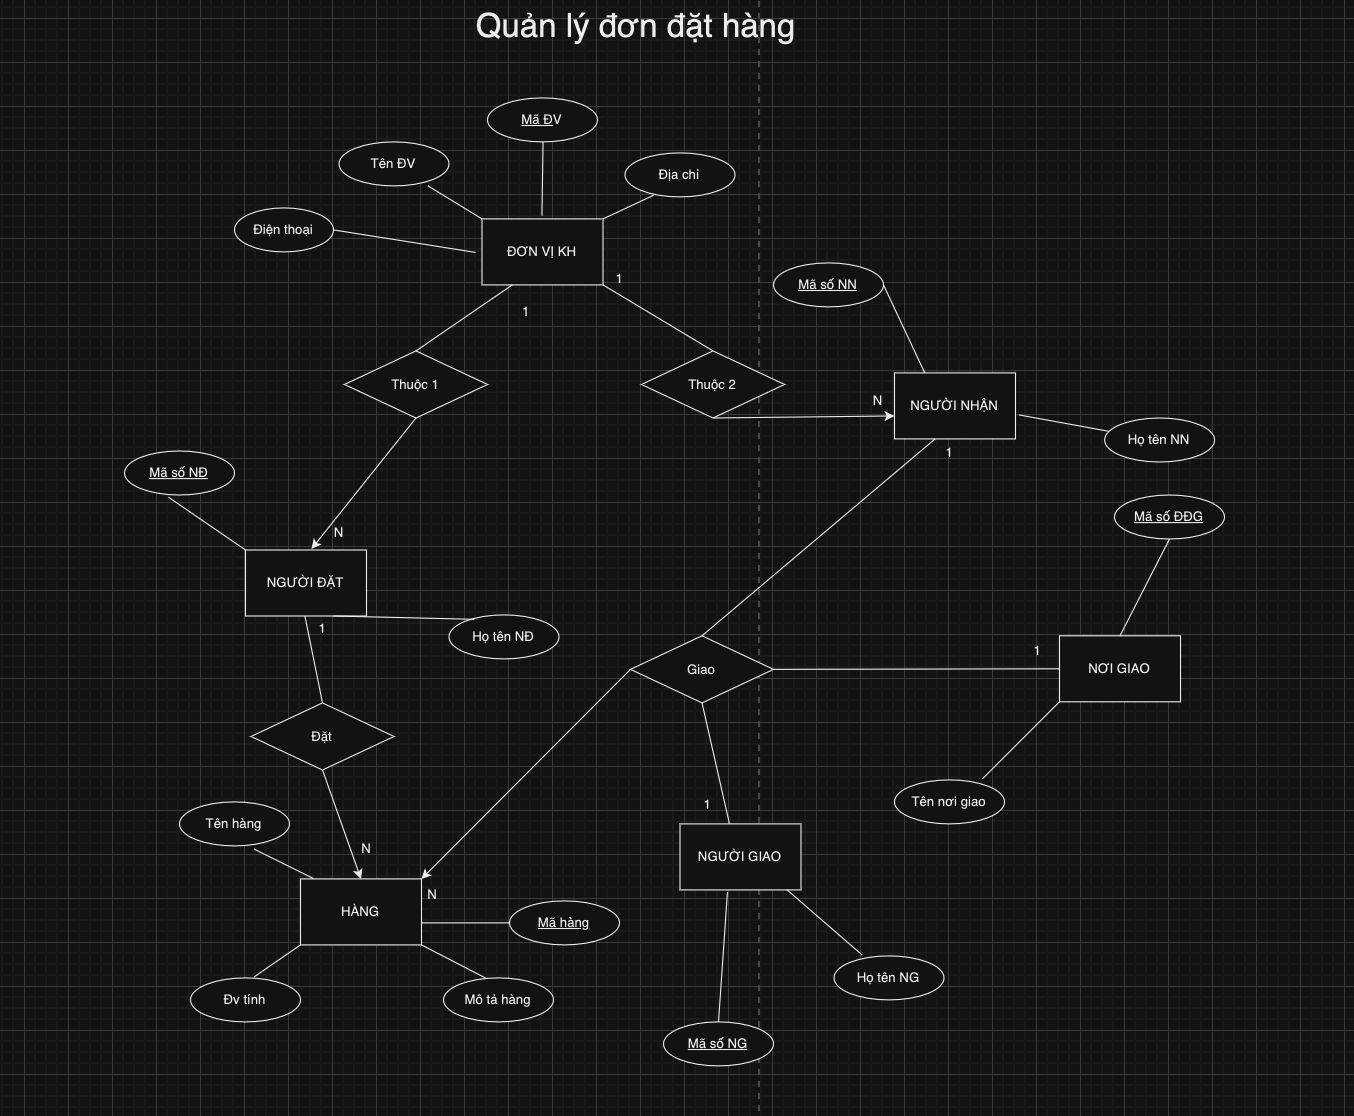 Quản lý đơn đặt hàng
Mã ĐV
Tên ĐV
Địa chỉ
Điện thoại
ĐƠN VỊ KH
1
1
Mã số NN
Thuộc 1
Thuộc 2
N
NGƯỜI NHẬN
Họ tên NN
1
Mã số NĐ
Mã số ĐĐG
N
NGƯỜI ĐẶT
1
Họ tên NĐ
Giao
1
NƠI GIAO
Đặt
Tên nơi giao
1
Tên hàng
N
NGƯỜI GIAO
N
HÀNG
Mã hàng
Họ tên NG
Đv tính
Mô tả hàng
Mã số NG